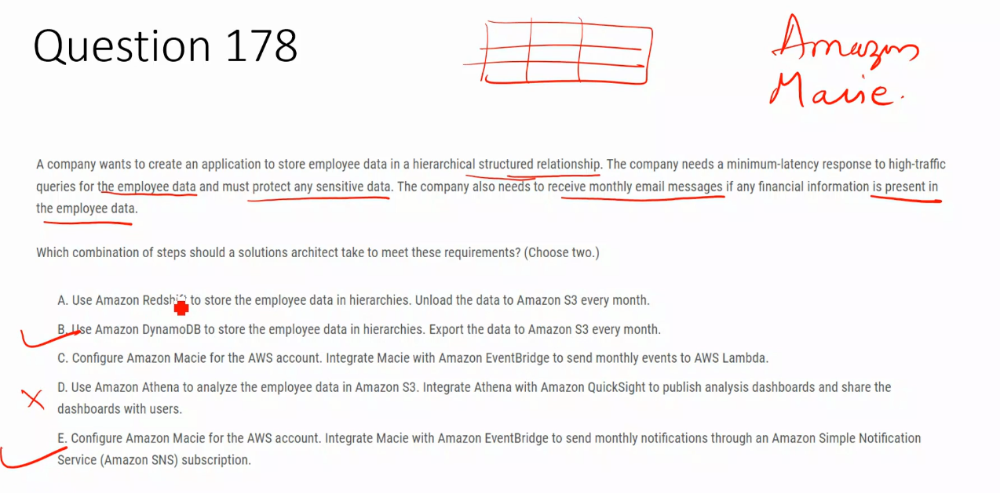 Question 178
Amazon
Macie.
A company wants to create an application to store employee data in a hierarchical structured relationship. The company needs a minimum-latency response to high-traffic
queries for the employee data and must protect any sensitive data. The company also needs to receive monthly email messages if any financial information is present in
the employee data.
Which combination of steps should a solutions architect take to meet these requirements? (Choose two.)
A. Use Amazon Redshift to store the employee data in hierarchies. Unload the data to Amazon S3 every month.
B. Use Amazon DynamoDB to store the employee data in hierarchies. Export the data to Amazon S3 every month.
C. Configure Amazon Macie for the AWS account. Integrate Macie with Amazon EventBridge to send monthly events to AWS Lambda.
D. Use Amazon Athena to analyze the employee data in Amazon S3. Integrate Athena with Amazon QuickSight to publish analysis dashboards and share the
dashboards with users.
E. Configure Amazon Macie for the AWS account. Integrate Macie with Amazon EventBridge to send monthly notifications through an Amazon Simple Notification
Service (Amazon SNS) subscription.